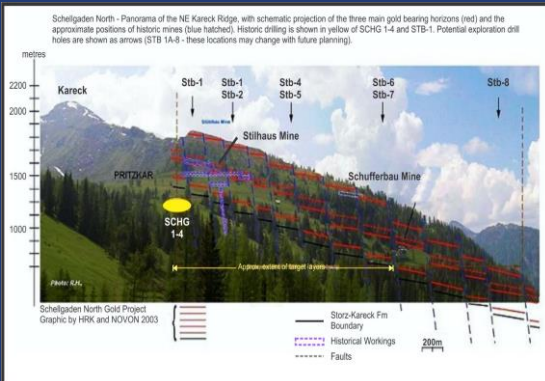 Schellgaden North - Panorama of the NE Kareck Ridge, with schematic projection of the three main gold bearing horizons (red) and the
approximate positions of historic mines (blue hatched). Historic drilling is shown in yellow of SCHG 1-4 and STB-1. Potential exploration drill
holes are shown as arrows (STB 1A-8 - these locations may change with future planning).
metres
Stb-1
Stb-1
Stb-2
Stb-4
Stb-5
Stb-6
Stb-7
Stb-8
2200
2000
1500
1000
Kareck
Stilhaus Mine
Stilhaus Mine
PRITZKAR
Schufferbau Mine
SCHG
1-4
Approx. extent of target layers
Photo: R.H.
Schellgaden North Gold Project
Graphic by HRK and NOVON 2003
Storz-Kareck Fm
Boundary
Historical Workings
Faults
200m